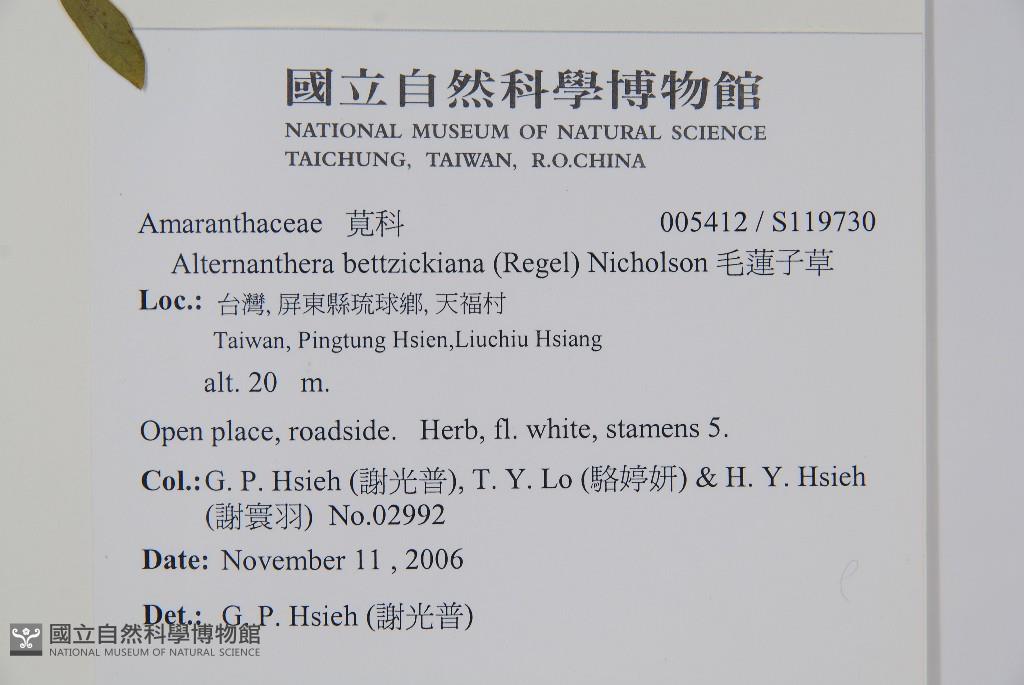 國立自然科學博物館
NATIONAL MUSEUM OF NATURAL SCIENCE
TAICHUNG, TAIWAN, R.O.CHINA
Amaranthaceae 莧科 005412 / S119730
Alternanthera bettzickiana (Regel) Nicholson 毛蓮子草
Loc.: 台灣, 屏東縣琉球鄉, 天福村
Taiwan, Pingtung Hsien,Liuchiu Hsiang
alt. 20 m.
Open place, roadside. Herb, fl. white, stamens 5.
Col.:G. P. Hsieh (謝光普), T. Y. Lo (駱婷妍) & H. Y. Hsieh
(謝寰羽) No.02992
Date: November 11 , 2006
Det.: G. P. Hsieh (謝光普)
國立自然科學博物館
NATIONAL MUSEUM OF NATURAL SCIENCE